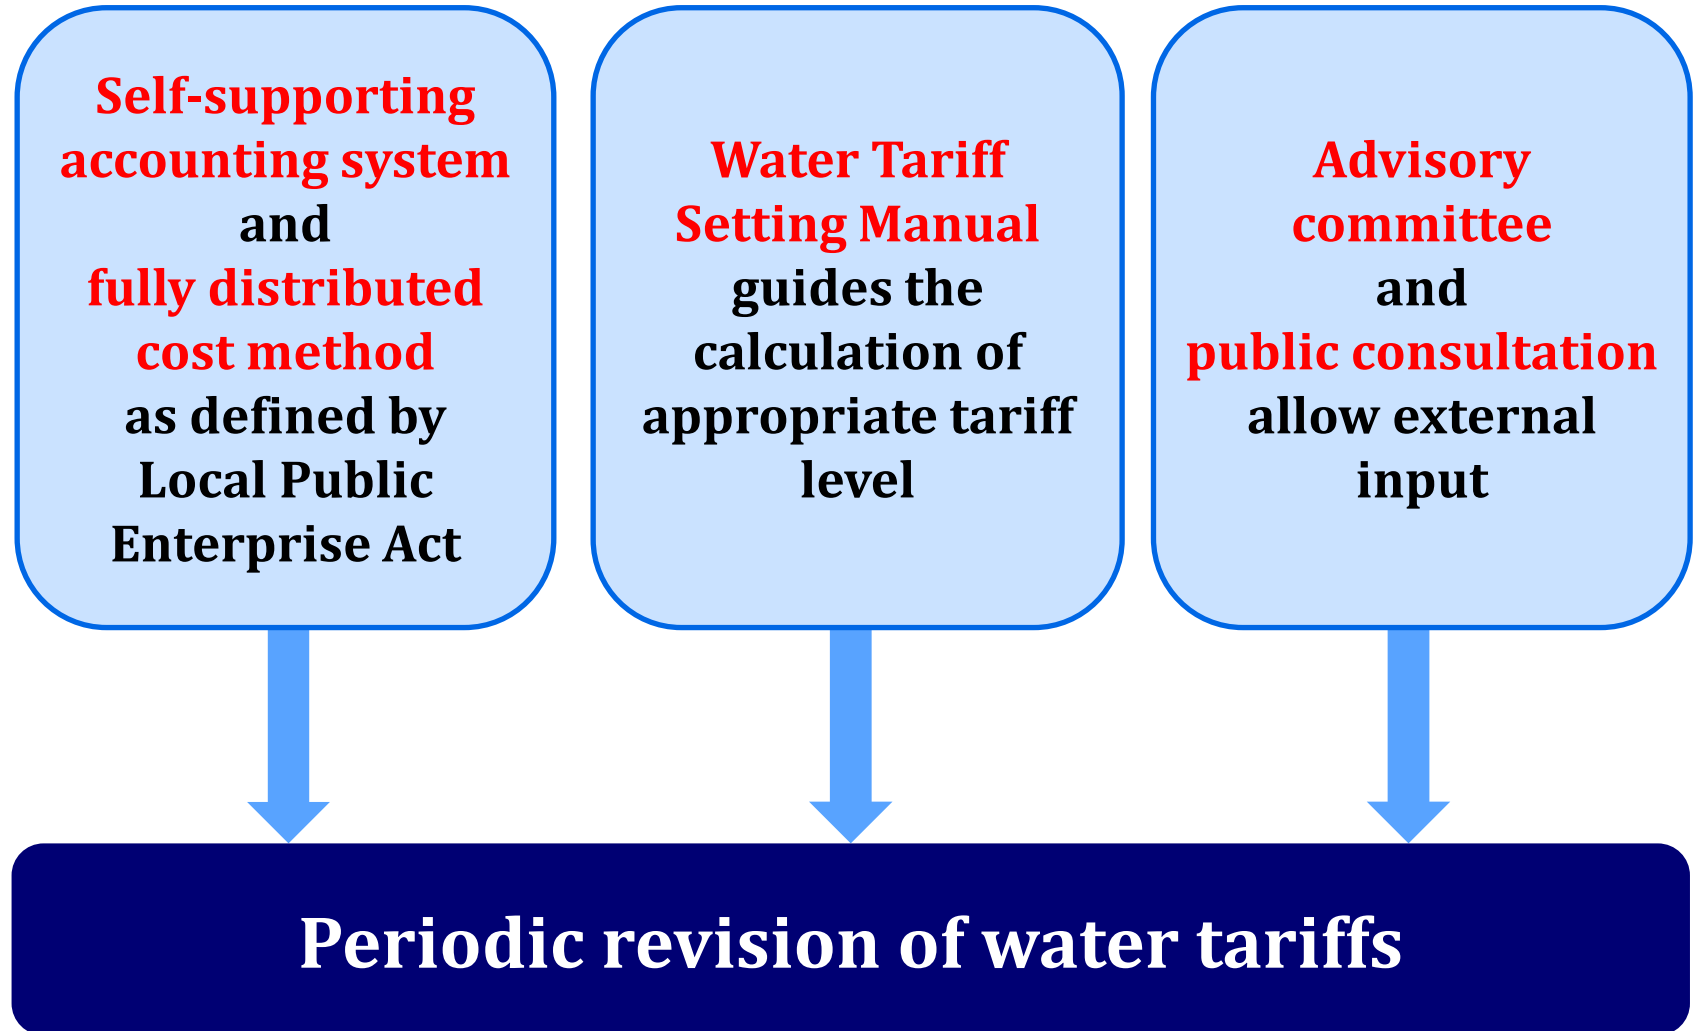 Self-supporting
accounting system
and
fully distributed
cost method
as defined by
Local Public
Enterprise Act
Water Tariff
Setting Manual
guides the
calculation of
appropriate tariff
level
Advisory
committee
and
public consultation
allow external
input
Periodic revision of water tariffs